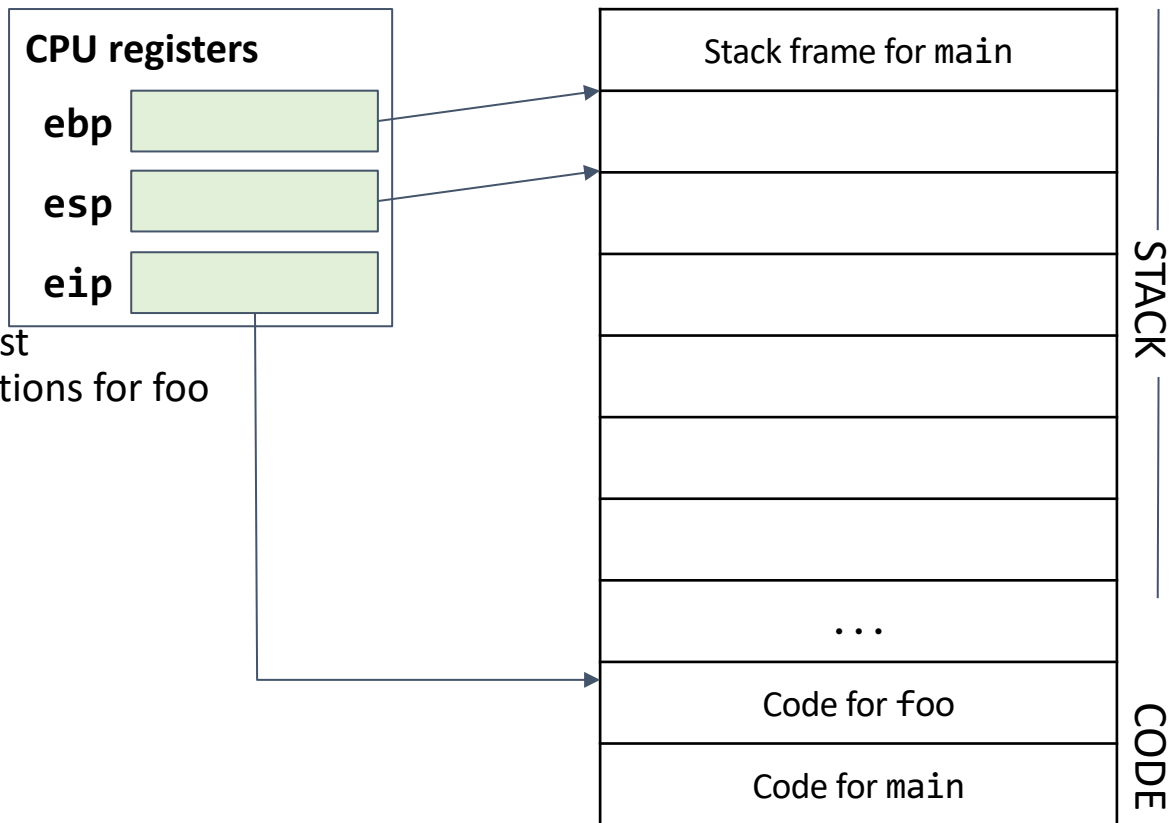 CPU registers
ebp
esp
eip
st
tions for foo
Stack frame for main
...
Code for foo
Code for main
STACK
CODE